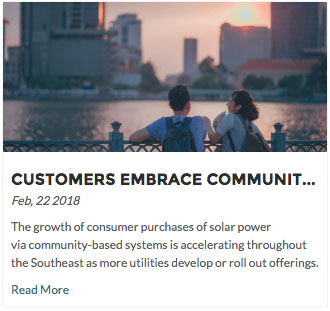 CUSTOMERS EMBRACE COMMUNIT...
Feb, 22 2018
The growth of consumer purchases of solar power
via community-based systems is accelerating throughout
the Southeast as more utilities develop or roll out offerings.
Read More